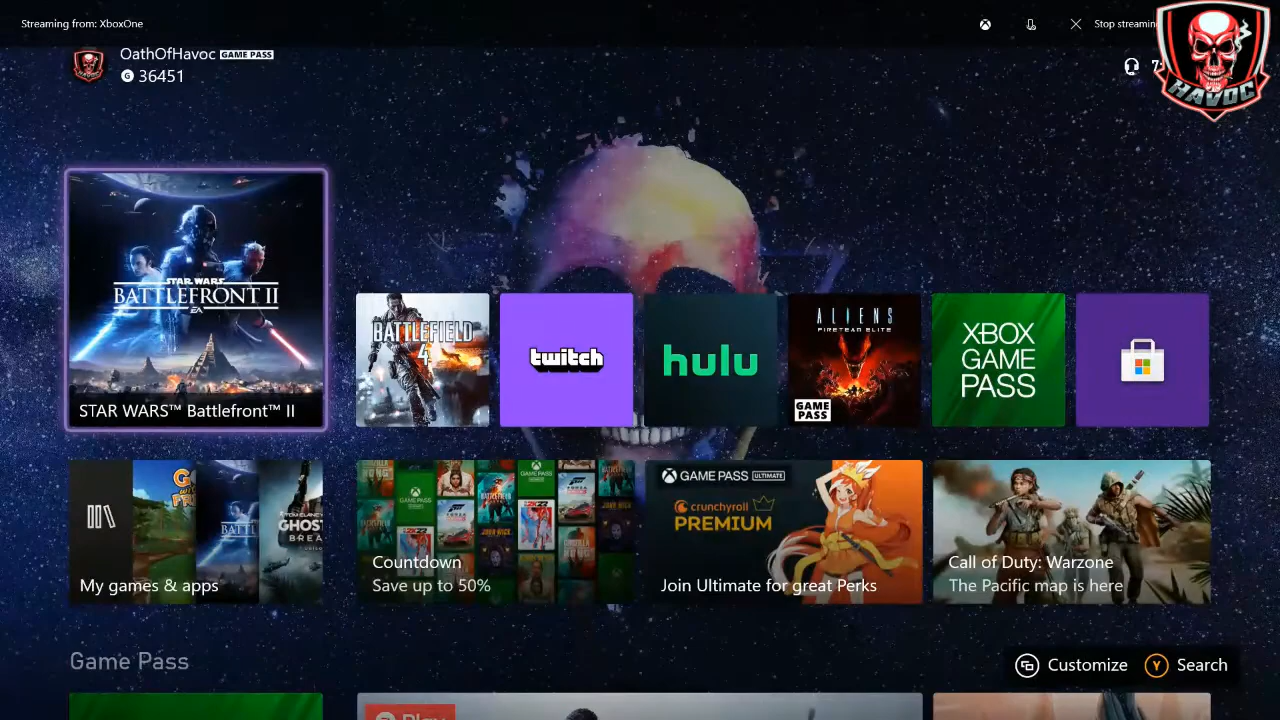 Streaming from: XboxOne
Stop streamin
OathOfHavoc GAME PASS
G 36451
HAVOC
STAR WARS
BATTLEFRONT II
EA
STAR WARS™ Battlefront™ II
BATTLEFIELD
4
twitch
hulu
ALIENS
FIRETEAM ELITE
GAME
PASS
XBOX
GAME
PASS
My games & apps
GHOST
BREA
Countdown
Save up to 50%
GAME PASS ULTIMATE
crunchyroll
PREMIUM
Join Ultimate for great Perks
Call of Duty: Warzone
The Pacific map is here
Game Pass
Customize
Y Search
Play